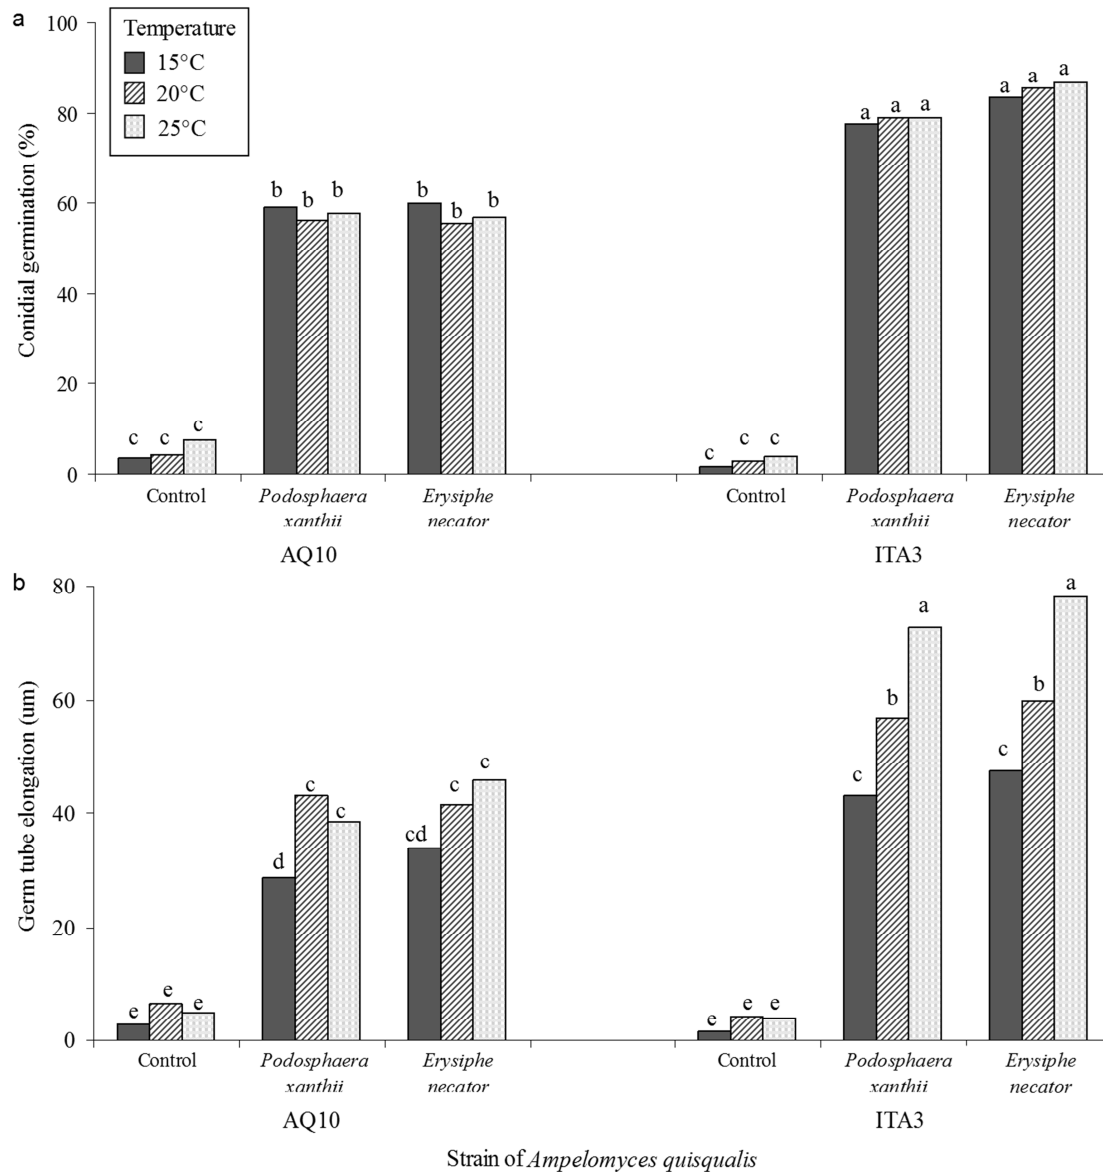 a
100
80
60
40
20
0
Conidial germination (%)
Temperature
15°C
20°C
25°C
c c c
b b b
b b b
c c c
a a a
a a a
Control
Podosphaera
xanthii
Erysiphe
necator
Control
Podosphaera
xanthii
Erysiphe
necator
AQ10
ITA3
b
80
60
40
20
0
Germ tube elongation (um)
e e e
d c c
cd c c
e e e
c b a
c b a
Control
Podosphaera
xanthii
Erysiphe
necator
Control
Podosphaera
xanthii
Erysiphe
necator
AQ10
ITA3
Strain of Ampelomyces quisqualis